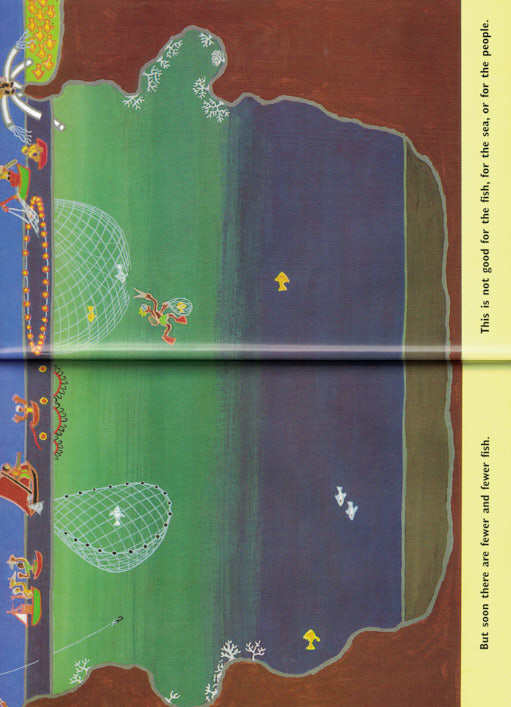 But soon there are fewer and fewer fish.
This is not good for the fish, for the sea, or for the people.